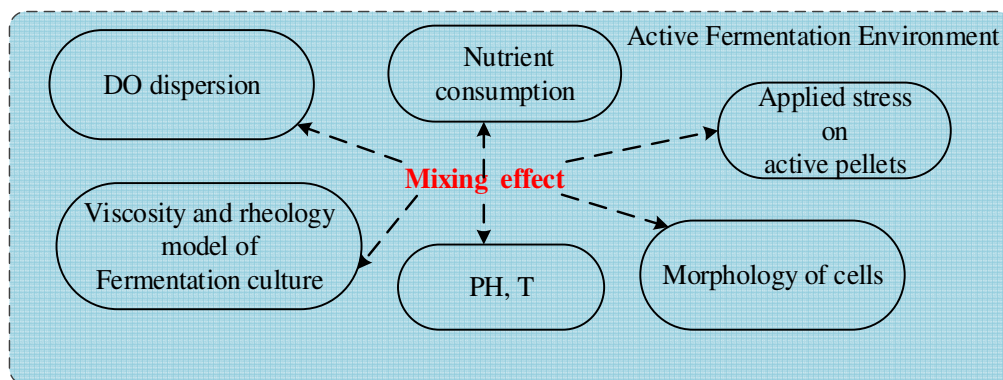 Active Fermentation Environment
DO dispersion
Nutrient
consumption
Applied stress
on
active pellets
Mixing effect
Viscosity and rheology
model of
Fermentation culture
PH, T
Morphology of cells